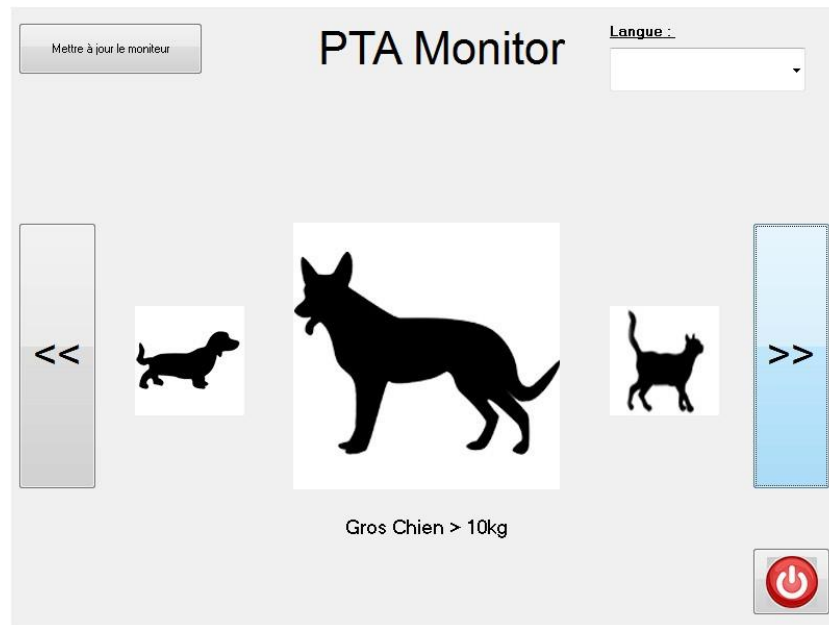 Mettre à jour le moniteur
PTA Monitor
Langue :
<<
>>
Gros Chien > 10kg